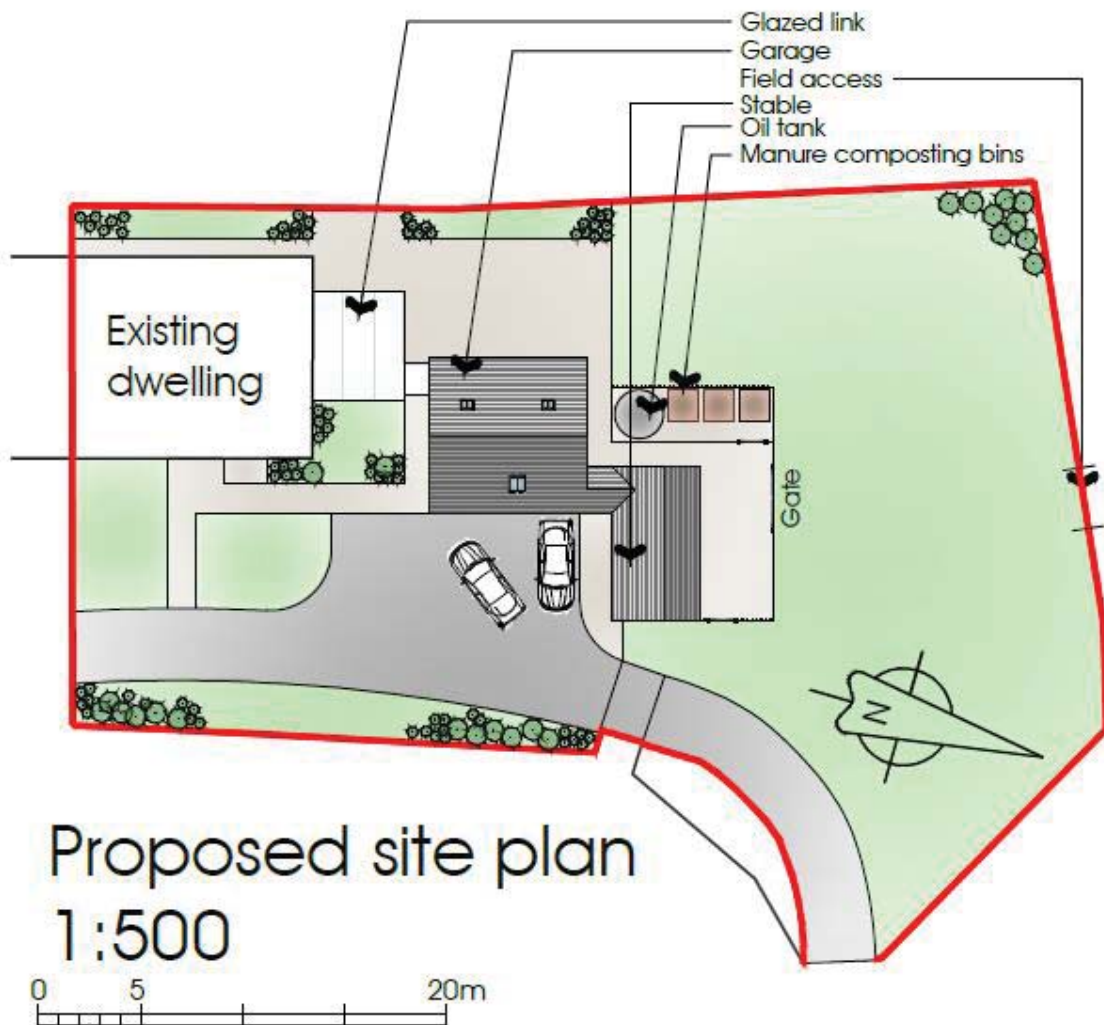 Glazed link
Garage
Field access
Stable
Oil tank
Manure composting bins
Existing
dwelling
Gate
N
Proposed site plan
1:500
0 5 20m